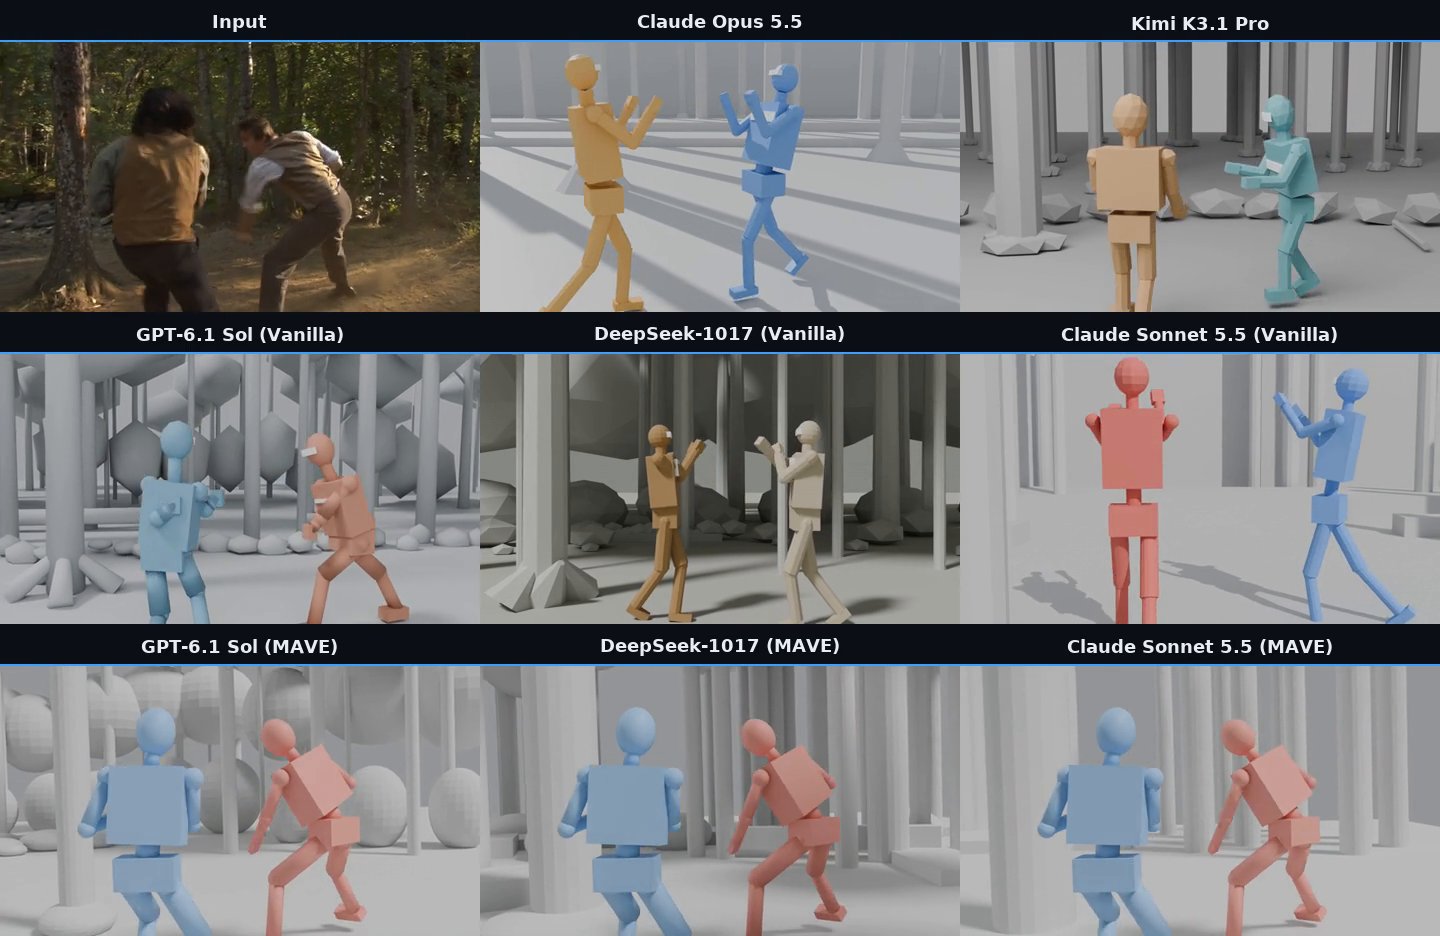 Input
Claude Opus 5.5
Kimi K3.1 Pro
GPT-6.1 Sol (Vanilla)
DeepSeek-1017 (Vanilla)
Claude Sonnet 5.5 (Vanilla)
GPT-6.1 Sol (MAVE)
DeepSeek-1017 (MAVE)
Claude Sonnet 5.5 (MAVE)